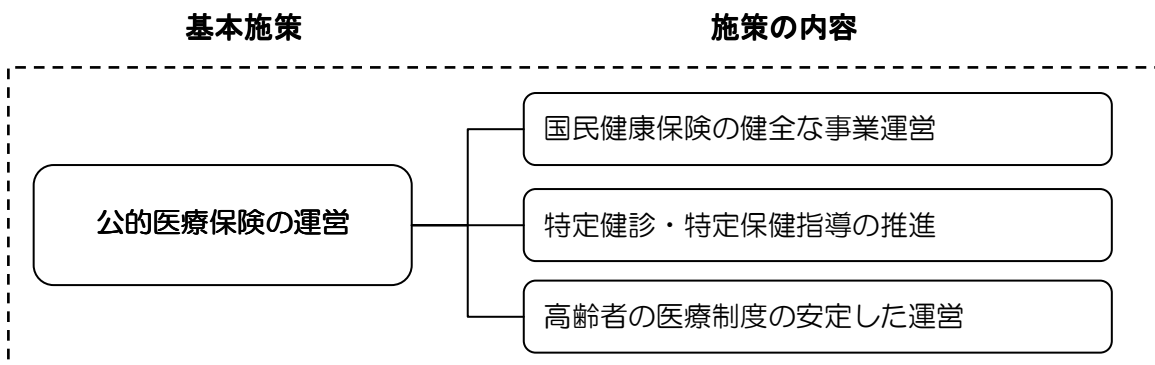 基本施策
施策の内容
公的医療保険の運営
国民健康保険の健全な事業運営
特定健診・特定保健指導の推進
高齢者の医療制度の安定した運営